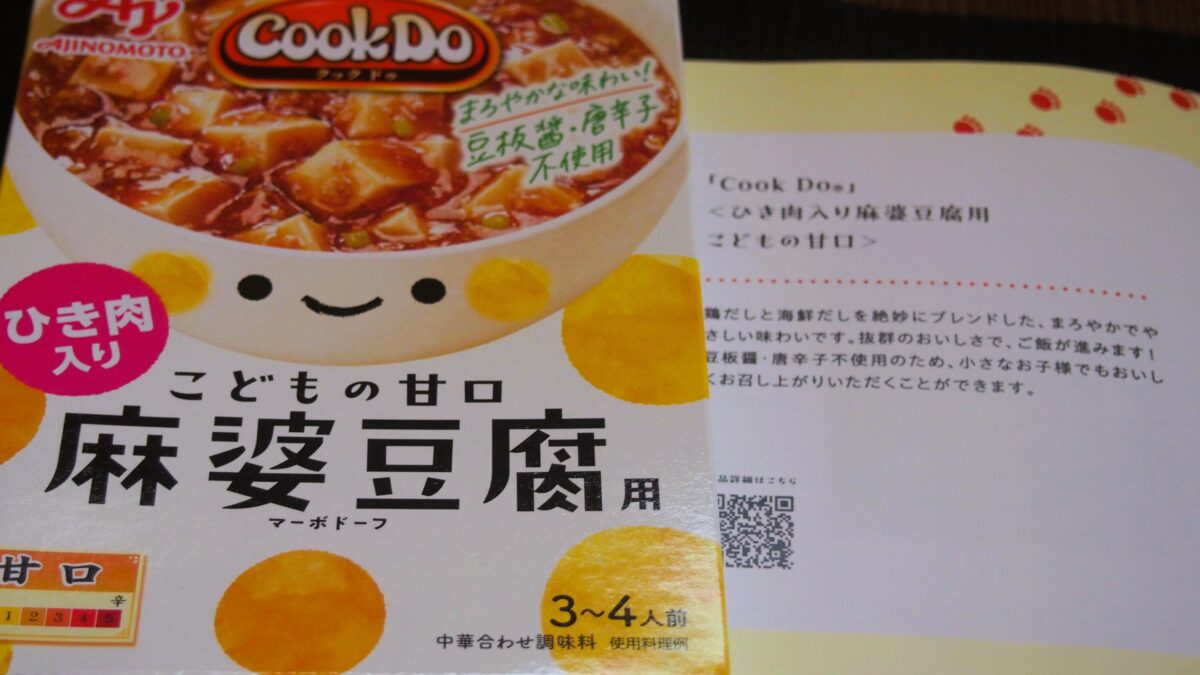 AJINOMOTO
CookDo
クック ドゥ
まろやかな味わい!
豆板醤・唐辛子
不使用
ひき肉
入り
こどもの甘口
麻婆豆腐用
マーボドーフ
甘口
辛
1 2 3 4 5
3~4人前
中華合わせ調味料 使用料理例
「Cook Do®」
<ひき肉入り麻婆豆腐用
こどもの甘口>
鶏だしと海鮮だしを絶妙にブレンドした、まろやかでや
さしい味わいです。抜群のおいしさで、ご飯が進みます!
豆板醤・唐辛子不使用のため、小さなお子様でもおいし
くお召し上がりいただくことができます。
品詳細はこちら